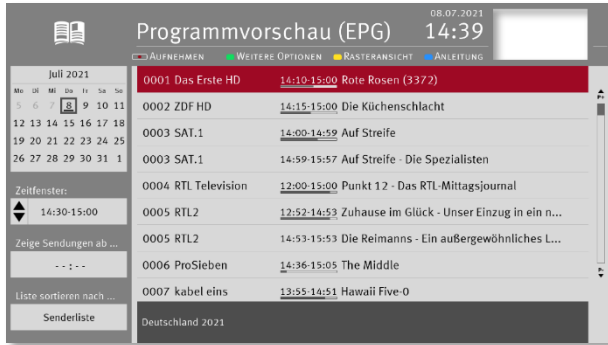 08.07.2021
Programmvorschau (EPG) 14:39
AUFNEHMEN WEITERE OPTIONEN RASTERANSICHT ANLEITUNG
Juli 2021
Mo Di Mi Do Fr Sa So
5 6 7 8 9 10 11
12 13 14 15 16 17 18
19 20 21 22 23 24 25
26 27 28 29 30 31 1
Zeitfenster:
14:30-15:00
Zeige Sendungen ab ...
--:--
Liste sortieren nach ...
Senderliste
0001 Das Erste HD 14:10-15:00 Rote Rosen (3372)
0002 ZDF HD 14:15-15:00 Die Küchenschlacht
0003 SAT.1 14:00-14:59 Auf Streife
0003 SAT.1 14:59-15:57 Auf Streife - Die Spezialisten
0004 RTL Television 12:00-15:00 Punkt 12 - Das RTL-Mittagsjournal
0005 RTL2 12:52-14:53 Zuhause im Glück - Unser Einzug in ein n...
0005 RTL2 14:53-15:53 Die Reimanns - Ein außergewöhnliches L...
0006 ProSieben 14:36-15:05 The Middle
0007 kabel eins 13:55-14:51 Hawaii Five-0
Deutschland 2021